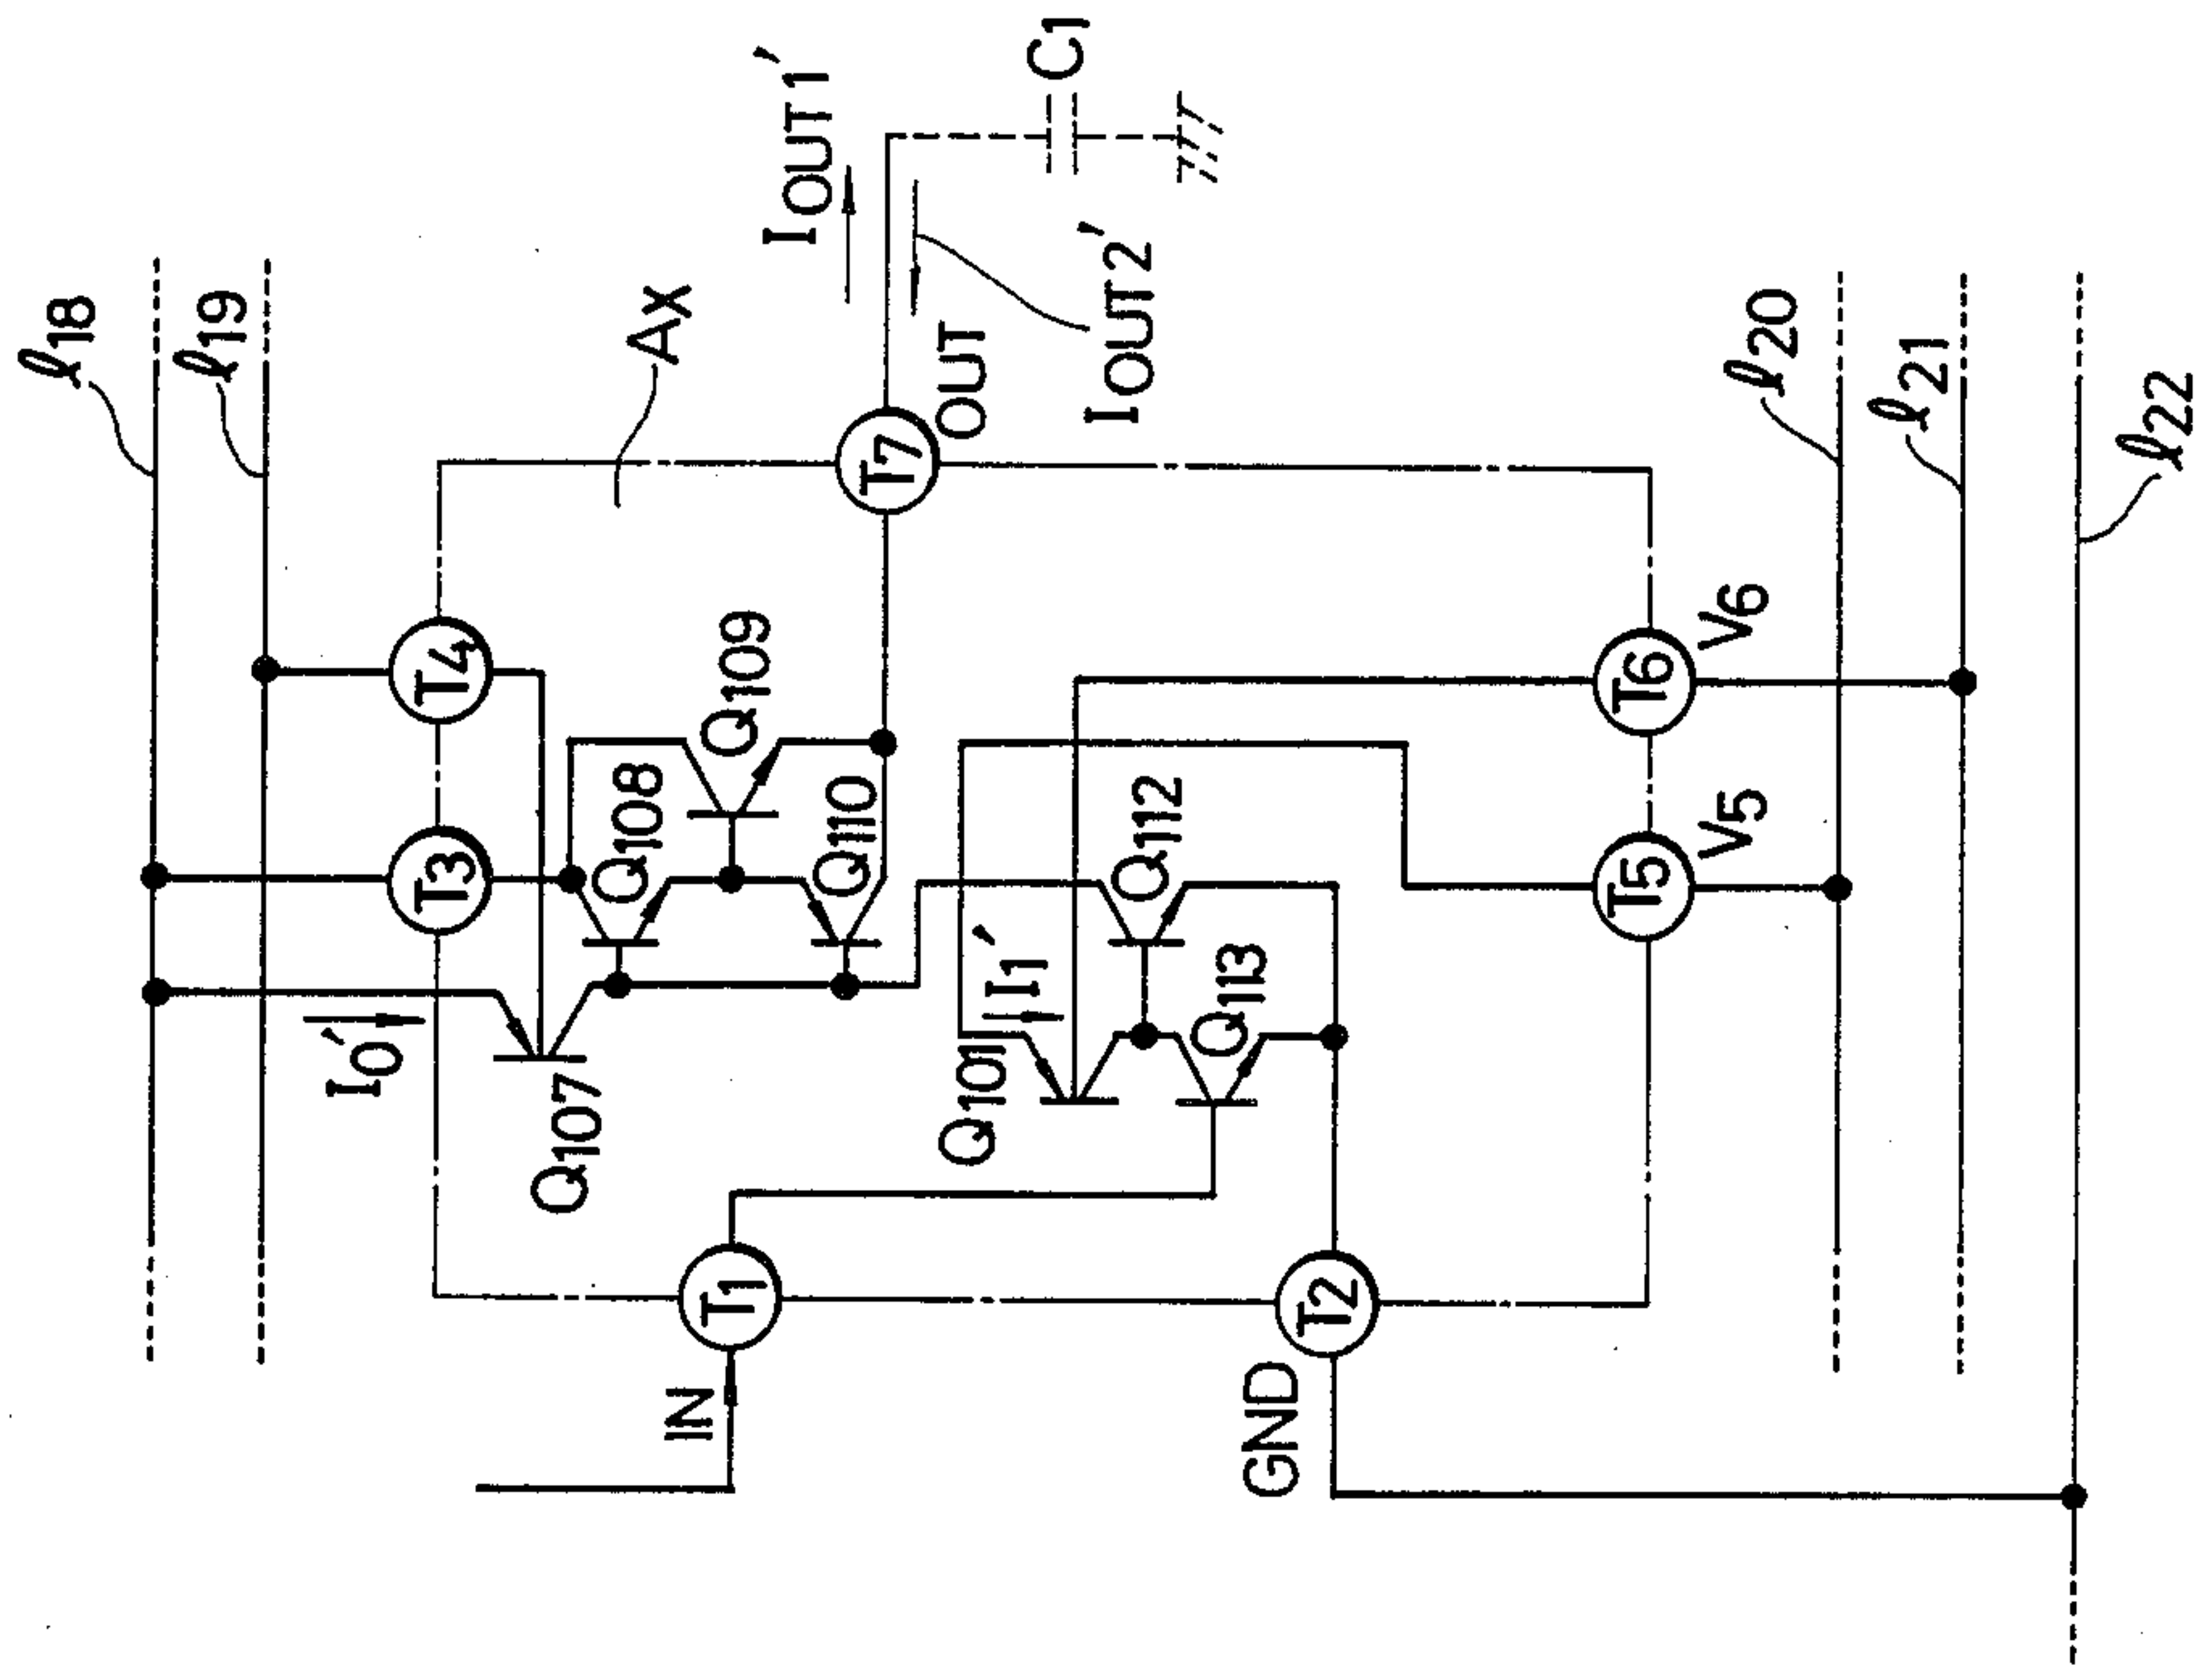 ℓ18
ℓ19
IOUT1'
C1
AX
T4
T3
T7
OUT
IOUT2'
I0'
Q107
Q108
Q109
Q110
IN
T1
I1'
Q101
Q112
Q113
GND
T2
T5
V5
T6
V6
ℓ20
ℓ21
ℓ22